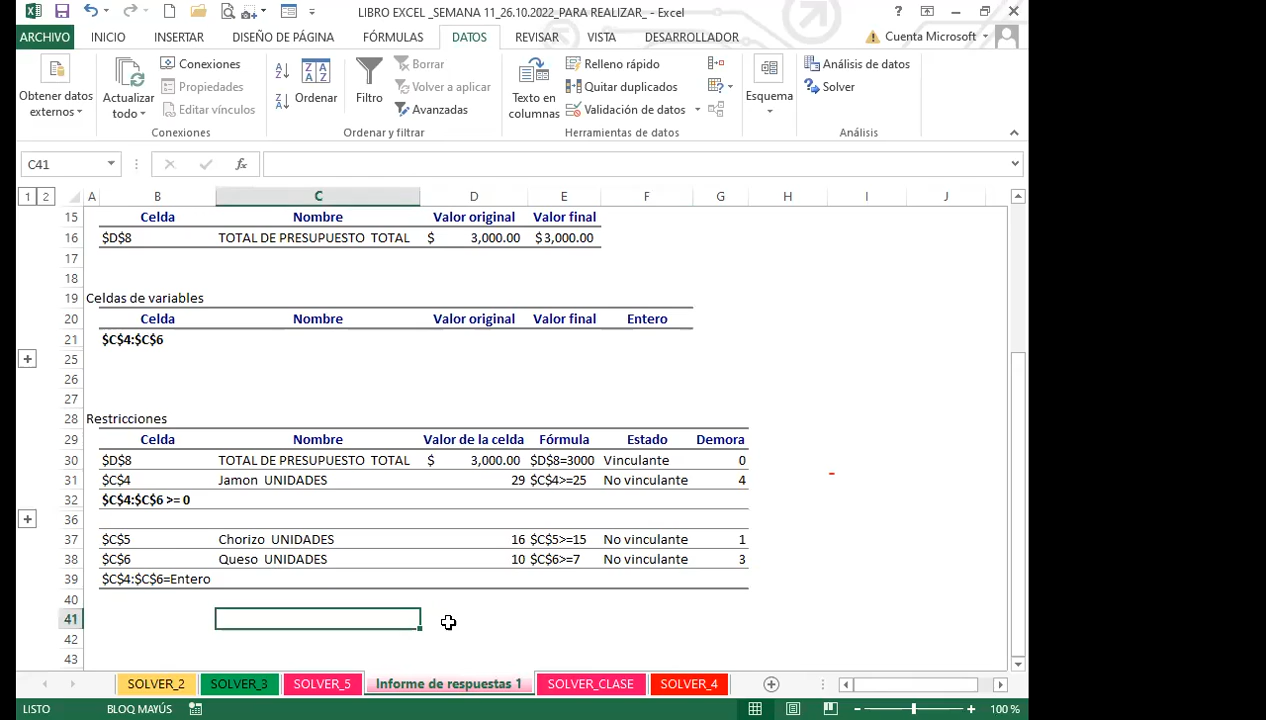 LIBRO EXCEL _SEMANA 11_26.10.2022_PARA REALIZAR_ - Excel
ARCHIVO INICIO INSERTAR DISEÑO DE PÁGINA FÓRMULAS DATOS REVISAR VISTA DESARROLLADOR Cuenta Microsoft
Obtener datos externos
Actualizar todo
Conexiones
Propiedades
Editar vínculos
Conexiones
Ordenar
Filtro
Borrar
Volver a aplicar
Avanzadas
Ordenar y filtrar
Texto en columnas
Relleno rápido
Quitar duplicados
Validación de datos
Herramientas de datos
Esquema
Análisis de datos
Solver
Análisis
C41 fx
1 2 A B C D E F G H I J
15 Celda Nombre Valor original Valor final
16 $D$8 TOTAL DE PRESUPUESTO TOTAL $ 3,000.00 $ 3,000.00
17
18
19 Celdas de variables
20 Celda Nombre Valor original Valor final Entero
21 $C$4:$C$6
25
26
27
28 Restricciones
29 Celda Nombre Valor de la celda Fórmula Estado Demora
30 $D$8 TOTAL DE PRESUPUESTO TOTAL $ 3,000.00 $D$8=3000 Vinculante 0
31 $C$4 Jamon UNIDADES 29 $C$4>=25 No vinculante 4
32 $C$4:$C$6 >= 0
36
37 $C$5 Chorizo UNIDADES 16 $C$5>=15 No vinculante 1
38 $C$6 Queso UNIDADES 10 $C$6>=7 No vinculante 3
39 $C$4:$C$6=Entero
40
41
42
43
SOLVER_2 SOLVER_3 SOLVER_5 Informe de respuestas 1 SOLVER_CLASE SOLVER_4
LISTO BLOQ MAYÚS 100 %